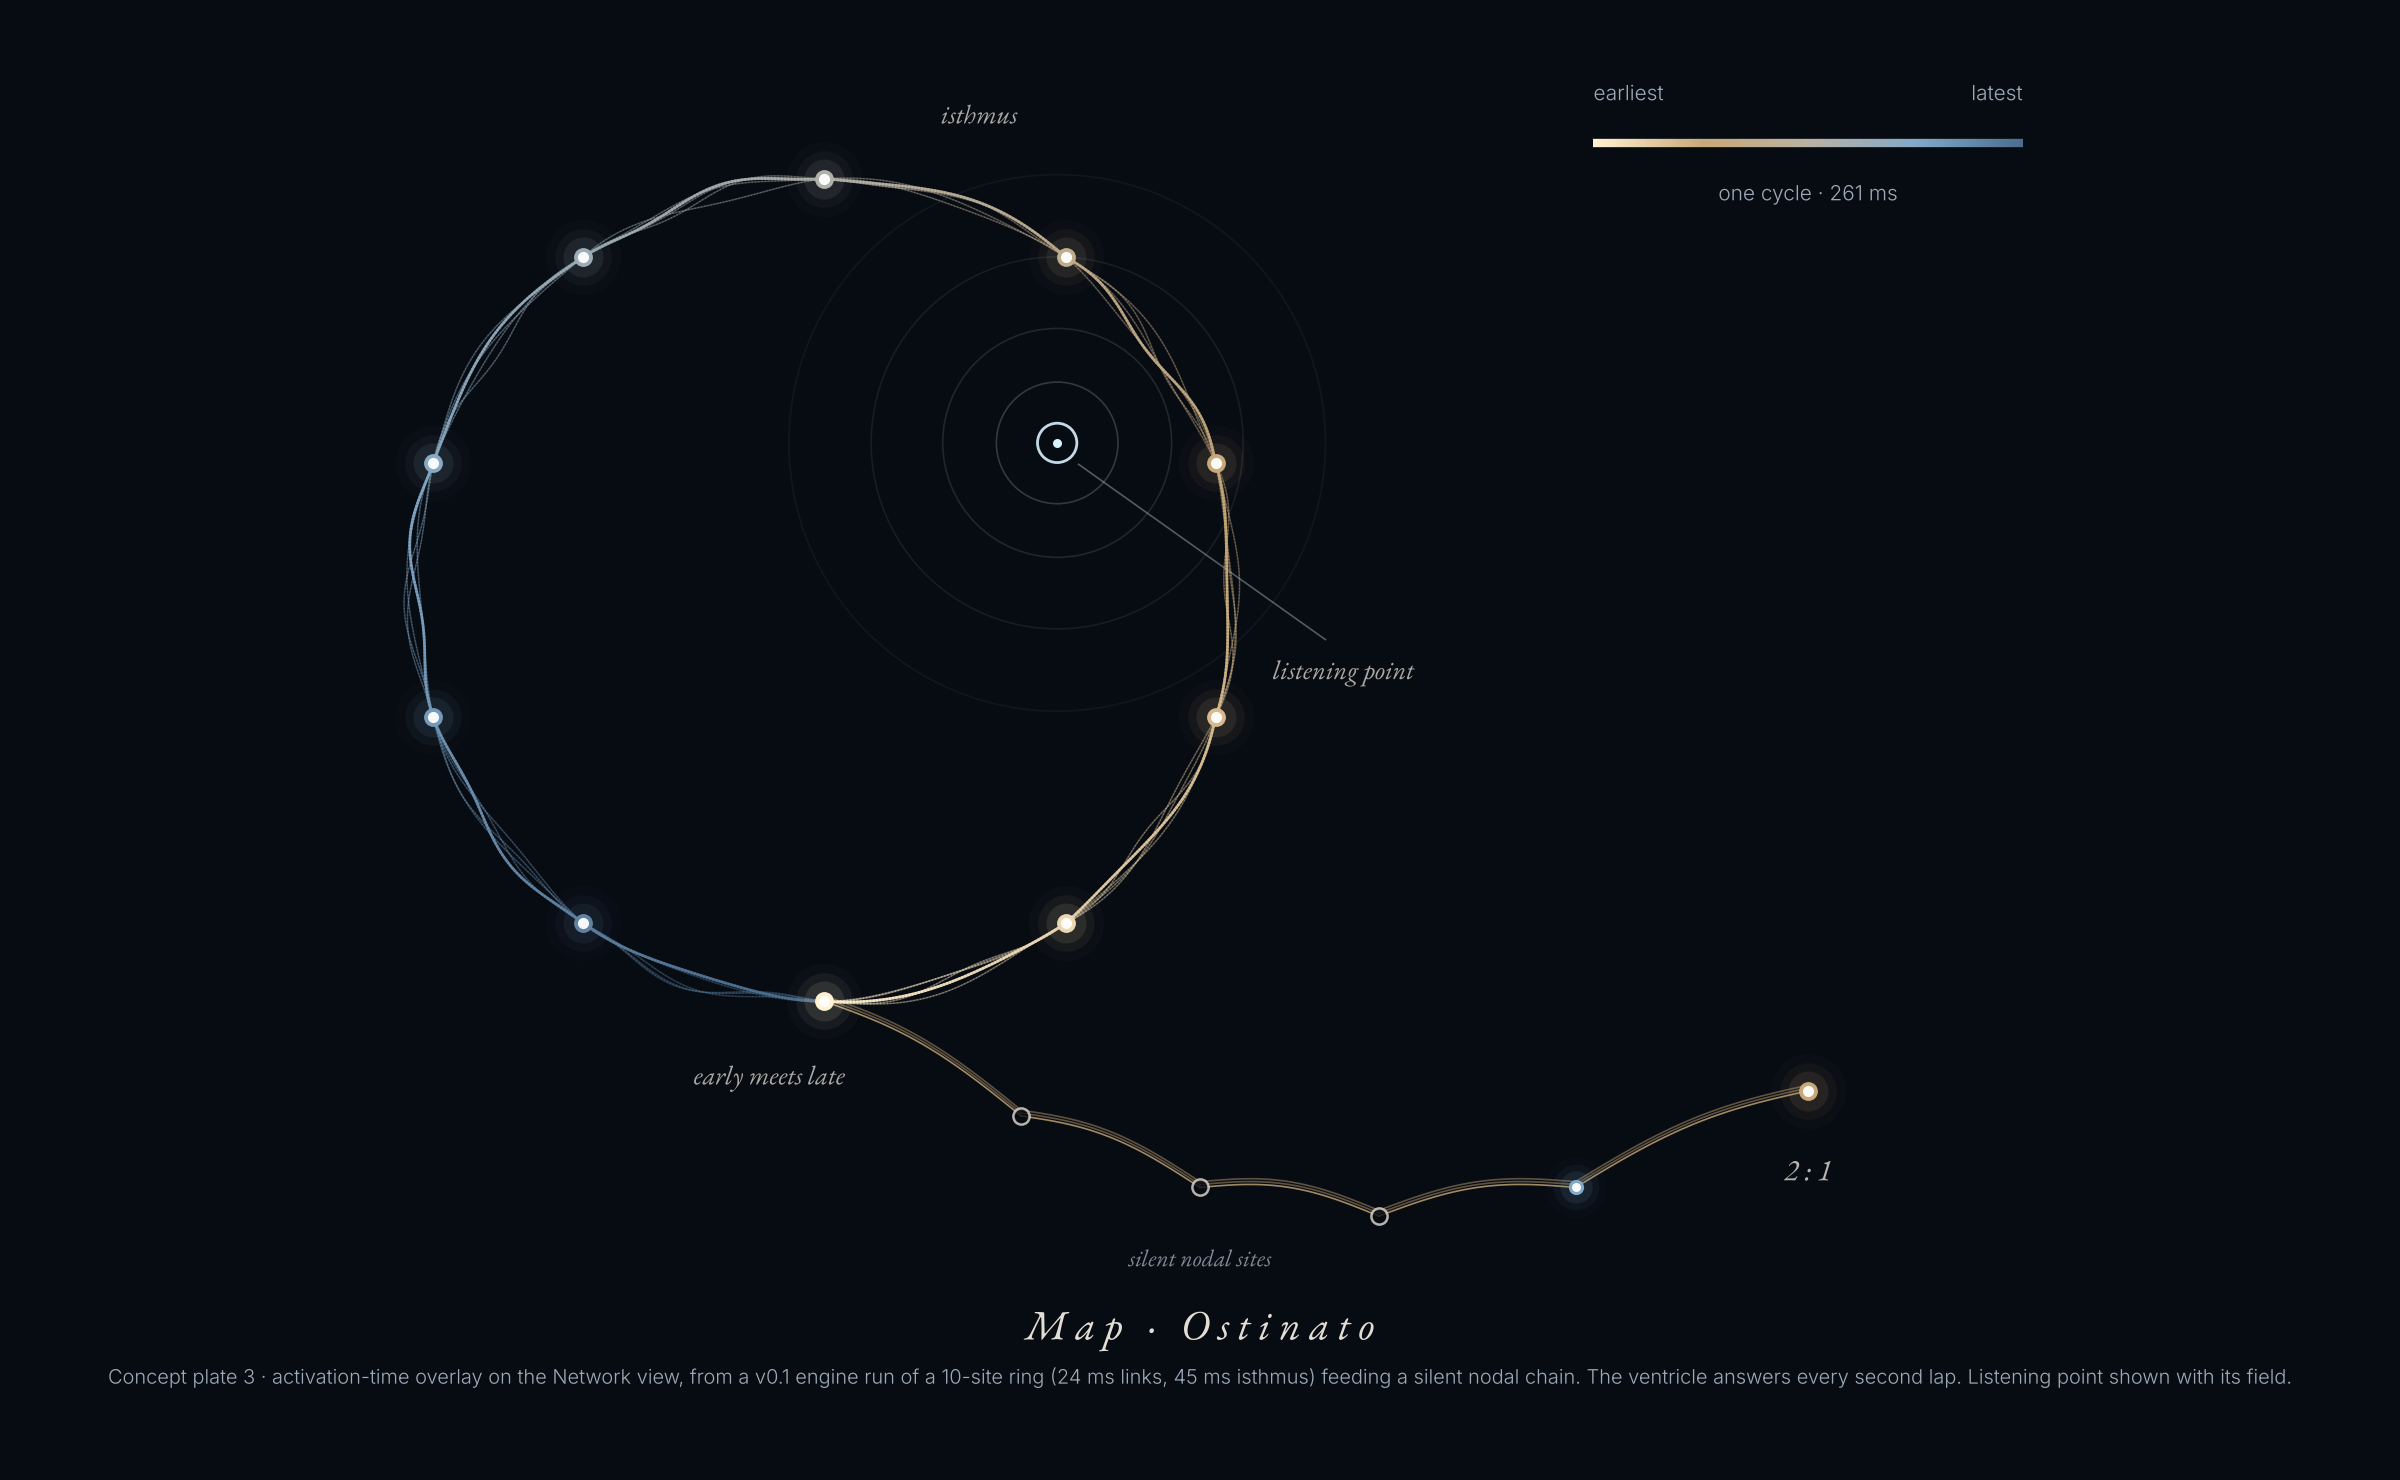 earliest
latest
isthmus
one cycle · 261 ms
listening point
early meets late
2:1
silent nodal sites
Map · Ostinato
Concept plate 3 · activation-time overlay on the Network view, from a v0.1 engine run of a 10-site ring (24 ms links, 45 ms isthmus) feeding a silent nodal chain. The ventricle answers every second lap. Listening point shown with its field.